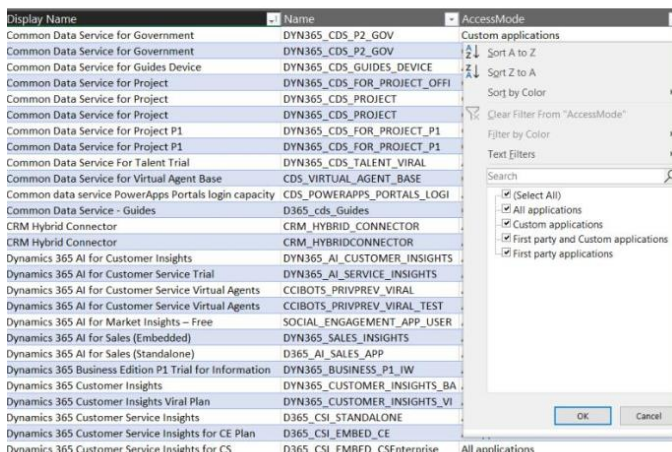 Display Name Name AccessMode
Common Data Service for Government DYN365_CDS_P2_GOV Custom applications
Common Data Service for Government DYN365_CDS_P2_GOV
Common Data Service for Guides Device DYN365_CDS_GUIDES_DEVICE
Common Data Service for Project DYN365_CDS_FOR_PROJECT_OFFI
Common Data Service for Project DYN365_CDS_PROJECT
Common Data Service for Project DYN365_CDS_PROJECT
Common Data Service for Project P1 DYN365_CDS_FOR_PROJECT_P1
Common Data Service for Project P1 DYN365_CDS_FOR_PROJECT_P1
Common Data Service For Talent Trial DYN365_CDS_TALENT_VIRAL
Common Data Service for Virtual Agent Base CDS_VIRTUAL_AGENT_BASE
Common data service PowerApps Portals login capacity CDS_POWERAPPS_PORTALS_LOGI
Common Data Service - Guides D365_cds_Guides
CRM Hybrid Connector CRM_HYBRID_CONNECTOR
CRM Hybrid Connector CRM_HYBRIDCONNECTOR
Dynamics 365 AI for Customer Insights DYN365_AI_CUSTOMER_INSIGHTS
Dynamics 365 AI for Customer Service Trial DYN365_AI_SERVICE_INSIGHTS
Dynamics 365 AI for Customer Service Virtual Agents CCIBOTS_PRIVPREV_VIRAL
Dynamics 365 AI for Customer Service Virtual Agents CCIBOTS_PRIVPREV_VIRAL_TEST
Dynamics 365 AI for Market Insights – Free SOCIAL_ENGAGEMENT_APP_USER
Dynamics 365 AI for Sales (Embedded) DYN365_SALES_INSIGHTS
Dynamics 365 AI for Sales (Standalone) D365_AI_SALES_APP
Dynamics 365 Business Edition P1 Trial for Information DYN365_BUSINESS_P1_IW
Dynamics 365 Customer Insights DYN365_CUSTOMER_INSIGHTS_BA
Dynamics 365 Customer Insights Viral Plan DYN365_CUSTOMER_INSIGHTS_VI
Dynamics 365 Customer Service Insights D365_CSI_STANDALONE
Dynamics 365 Customer Service Insights for CE Plan D365_CSI_EMBED_CE
Dynamics 365 Customer Service Insights for CS D365_CSI_EMBED_CSEnterprise All applications
Sort A to Z
Sort Z to A
Sort by Color
Clear Filter From "AccessMode"
Filter by Color
Text Filters
Search
(Select All)
All applications
Custom applications
First party and Custom applications
First party applications
OK Cancel